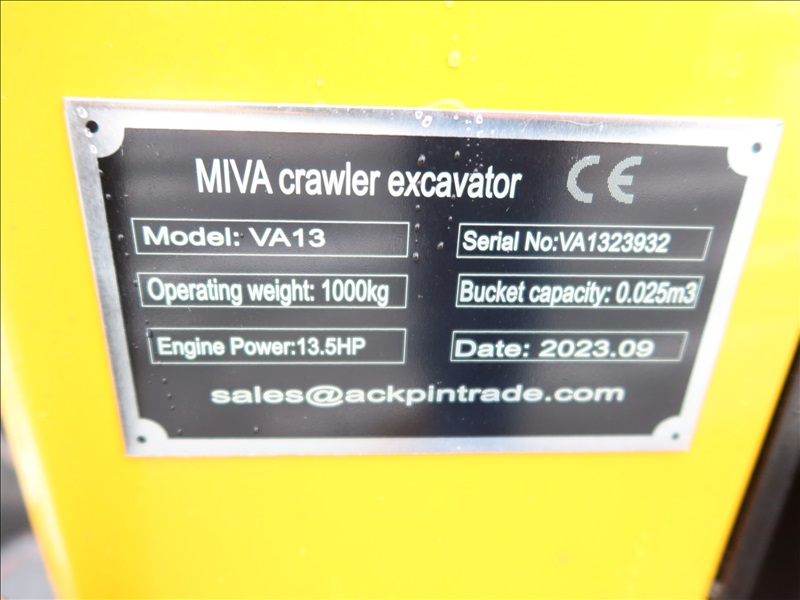 MIVA crawler excavator CE
Model: VA13
Serial No:VA1323932
Operating weight: 1000kg
Bucket capacity: 0.025m3
Engine Power:13.5HP
Date: 2023.09
sales@ackpintrade.com